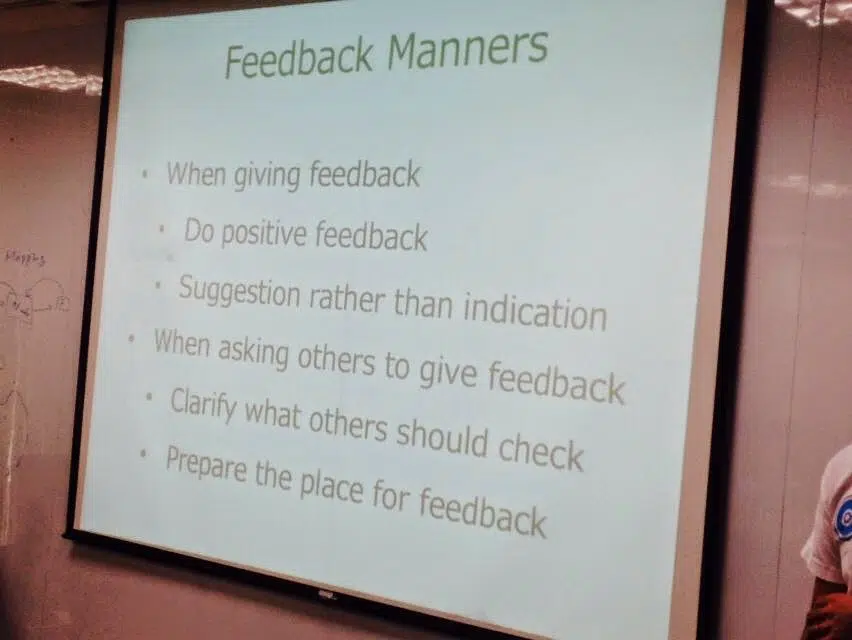 Feedback Manners
• When giving feedback
• Do positive feedback
• Suggestion rather than indication
• When asking others to give feedback
• Clarify what others should check
• Prepare the place for feedback
Mapping